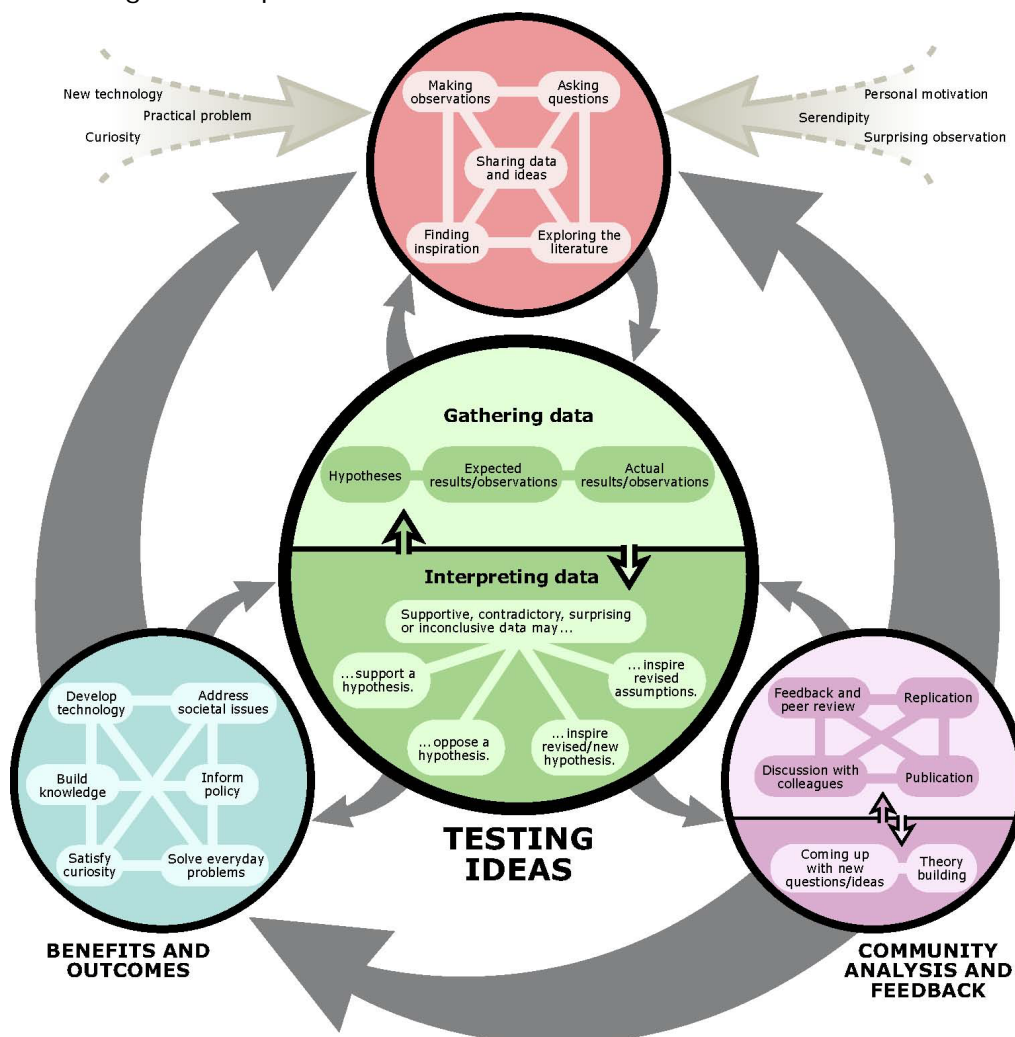 New technology
Practical problem
Curiosity
Personal motivation
Serendipity
Surprising observation
Making
observations
Asking
questions
Sharing data
and ideas
Finding
inspiration
Exploring the
literature
Gathering data
Hypotheses
Expected
results/observations
Actual
results/observations
Interpreting data
Supportive, contradictory, surprising
or inconclusive data may...
...support a
hypothesis.
...oppose a
hypothesis.
...inspire
revised/new
hypothesis.
...inspire
revised
assumptions.
TESTING
IDEAS
Develop
technology
Address
societal issues
Build
knowledge
Inform
policy
Satisfy
curiosity
Solve everyday
problems
BENEFITS AND
OUTCOMES
Feedback and
peer review
Replication
Discussion with
colleagues
Publication
Coming up
with new
questions/ideas
Theory
building
COMMUNITY
ANALYSIS AND
FEEDBACK